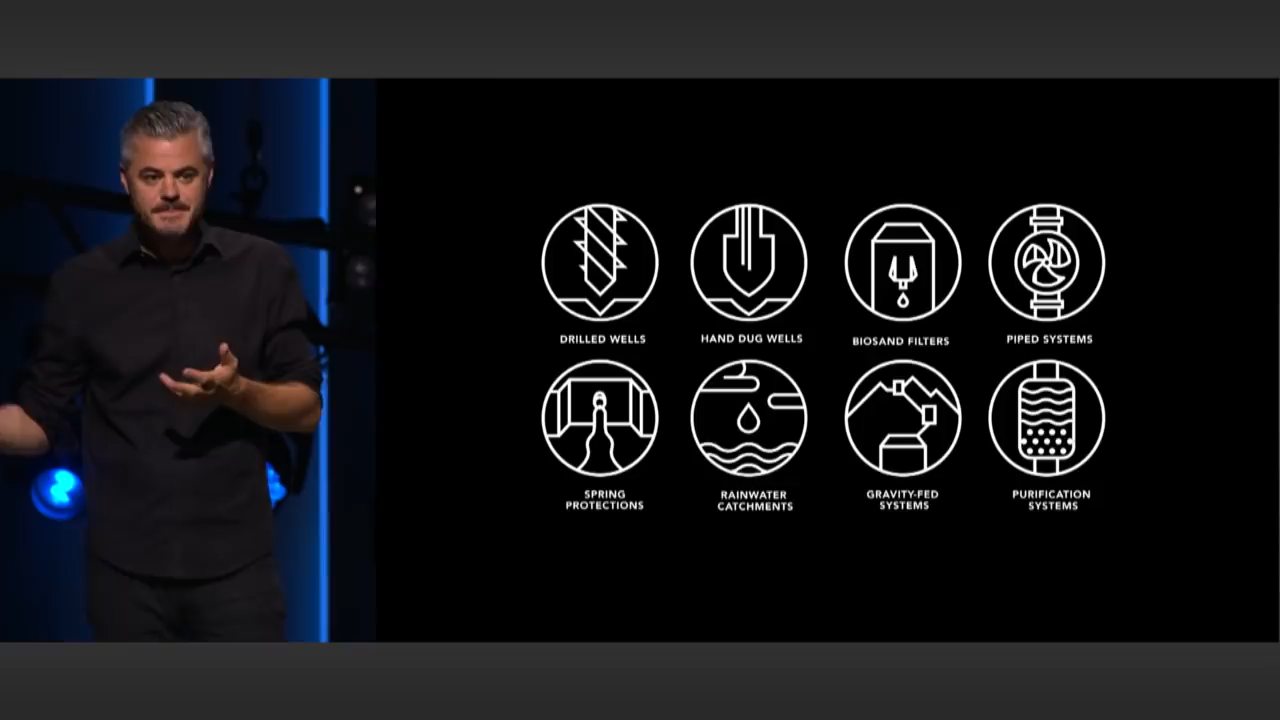 DRILLED WELLS
HAND DUG WELLS
BIOSAND FILTERS
PIPED SYSTEMS
SPRING
PROTECTIONS
RAINWATER
CATCHMENTS
GRAVITY-FED
SYSTEMS
PURIFICATION
SYSTEMS